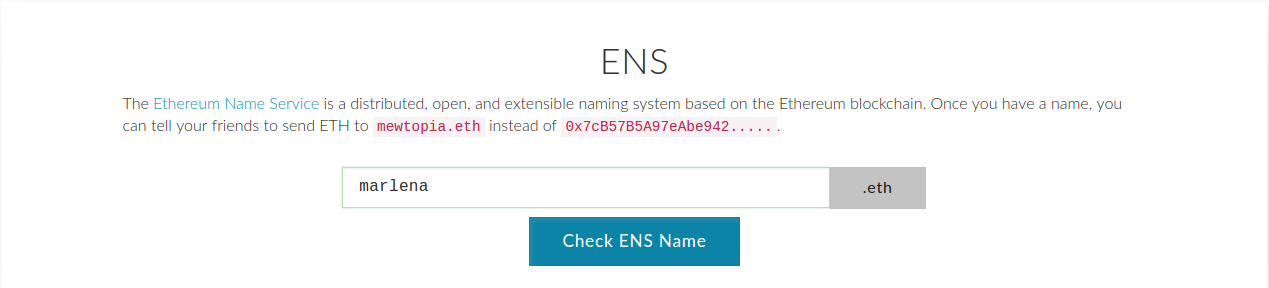 ENS
The Ethereum Name Service is a distributed, open, and extensible naming system based on the Ethereum blockchain. Once you have a name, you
can tell your friends to send ETH to mewtopia.eth instead of 0x7cB57B5A97eAbe942......
marlena .eth
Check ENS Name